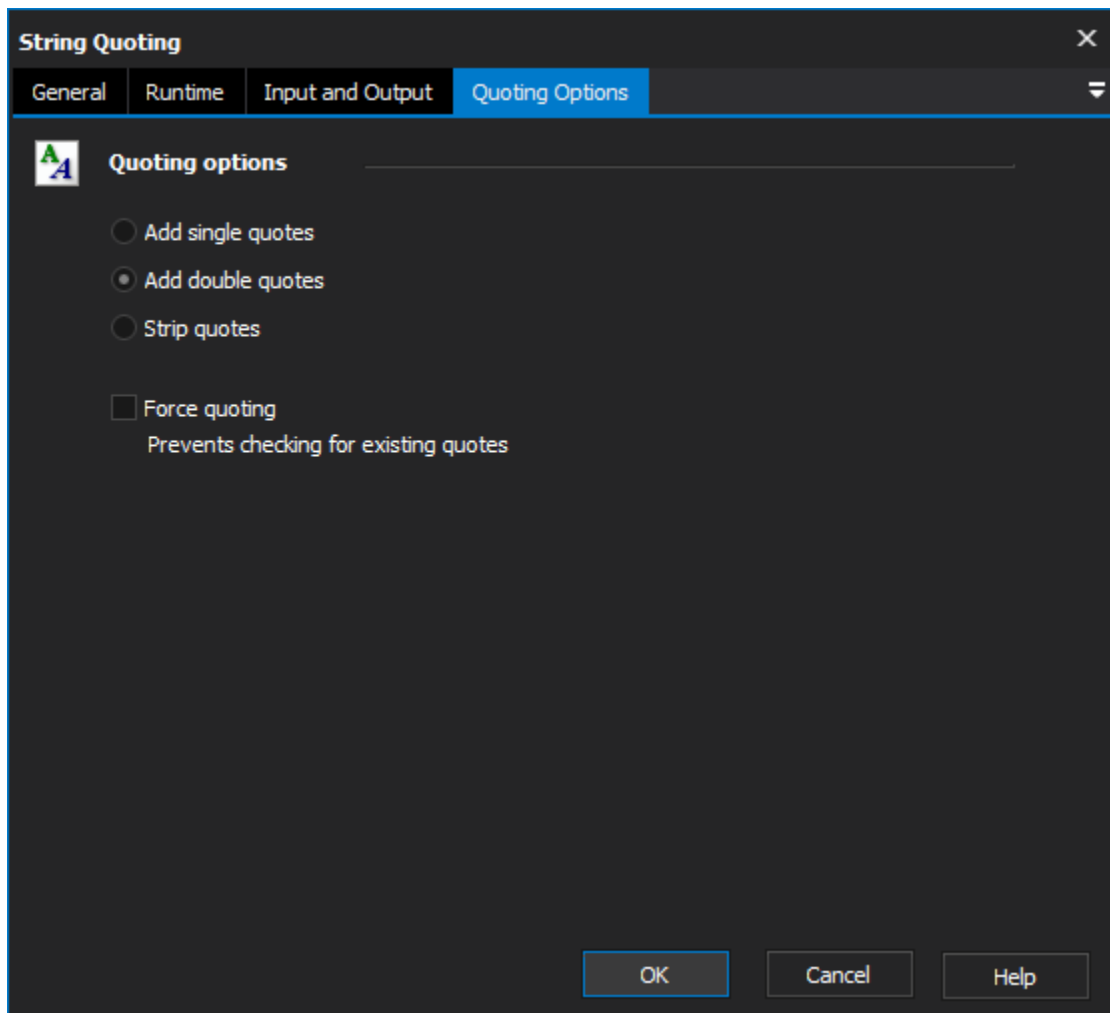 String Quoting
General Runtime Input and Output Quoting Options
Quoting options
Add single quotes
Add double quotes
Strip quotes
Force quoting
Prevents checking for existing quotes
OK Cancel Help